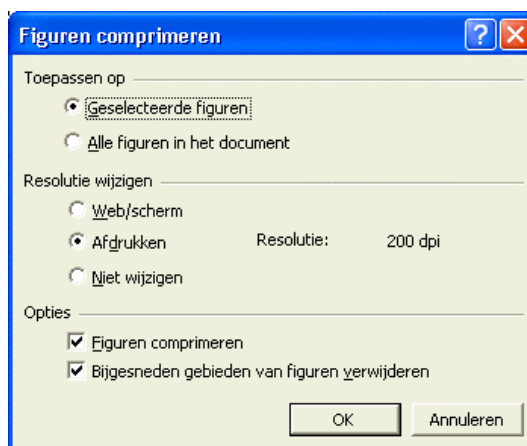 Figuren comprimeren
Toepassen op
Geselecteerde figuren
Alle figuren in het document
Resolutie wijzigen
Web/scherm
Afdrukken Resolutie: 200 dpi
Niet wijzigen
Opties
Figuren comprimeren
Bijgesneden gebieden van figuren verwijderen
OK Annuleren